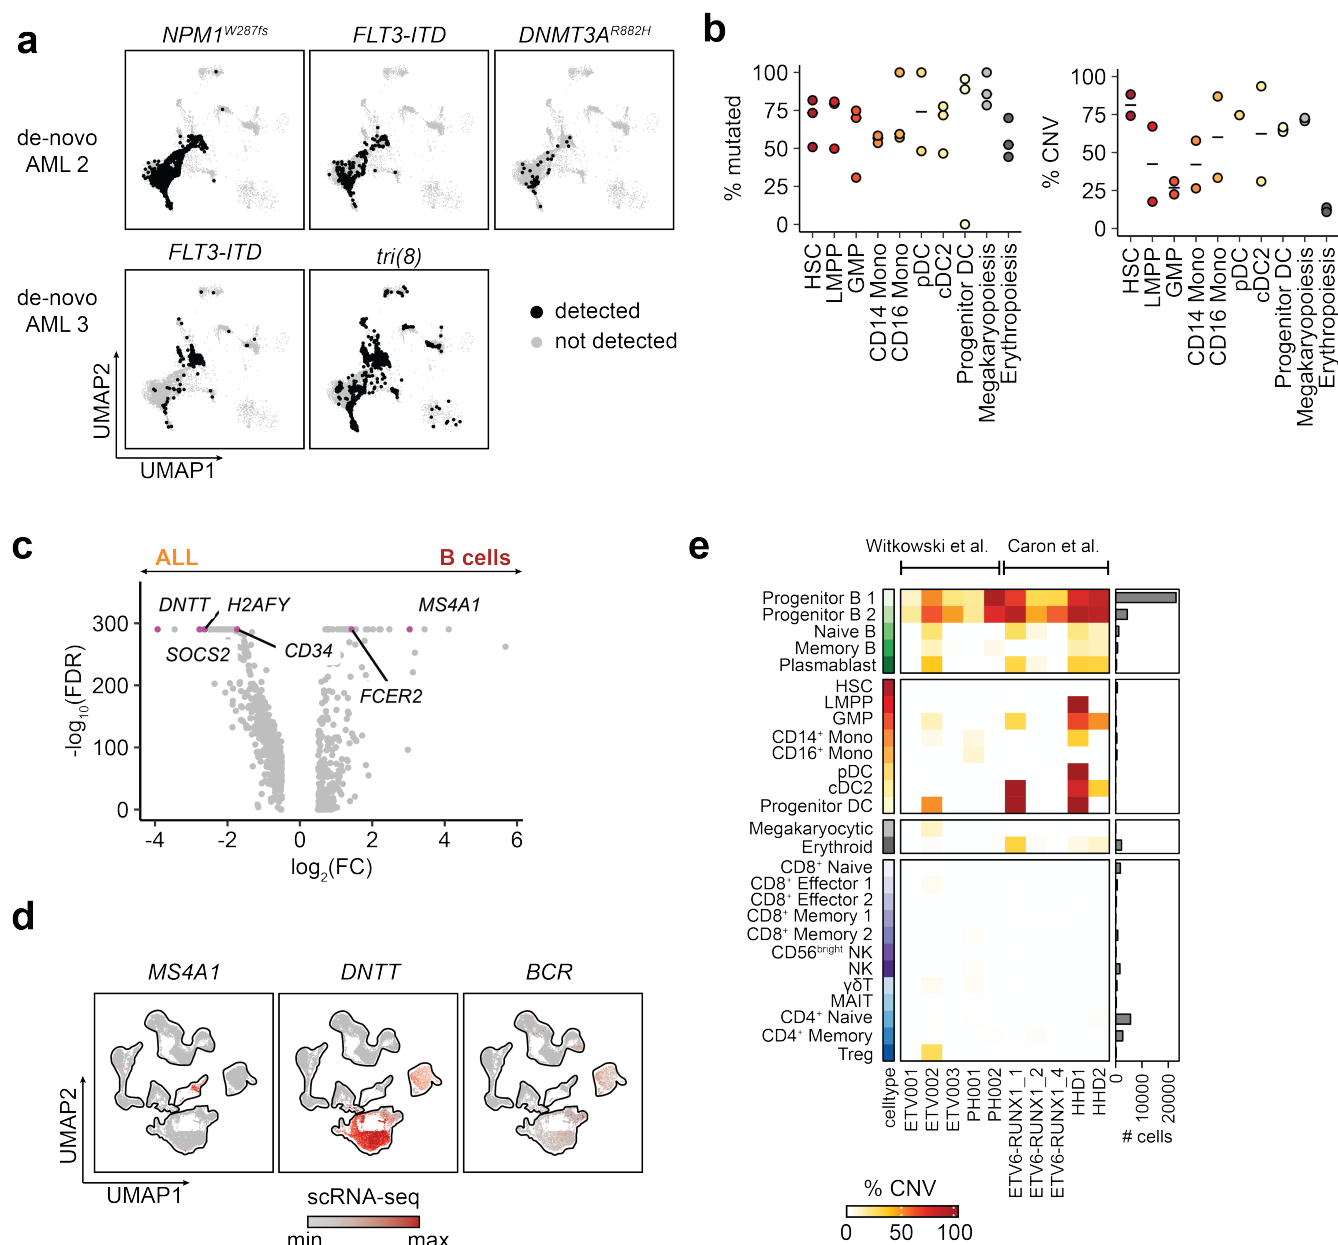 a
NPM1W287fs
FLT3-ITD
DNMT3AR882H
de-novo
AML 2
FLT3-ITD
tri(8)
de-novo
AML 3
detected
not detected
UMAP2
UMAP1
b
% mutated
100
75
50
25
0
HSC
LMPP
GMP
CD14 Mono
CD16 Mono
pDC
cDC2
Progenitor DC
Megakaryopoiesis
Erythropoiesis
% CNV
100
75
50
25
0
HSC
LMPP
GMP
CD14 Mono
CD16 Mono
pDC
cDC2
Progenitor DC
Megakaryopoiesis
Erythropoiesis
c
ALL
B cells
DNTT
H2AFY
MS4A1
SOCS2
CD34
FCER2
-log10(FDR)
300
200
100
0
-4
-2
0
2
4
6
log2(FC)
d
MS4A1
DNTT
BCR
UMAP2
UMAP1
scRNA-seq
min
max
e
Witkowski et al.
Caron et al.
Progenitor B 1
Progenitor B 2
Naive B
Memory B
Plasmablast
HSC
LMPP
GMP
CD14+ Mono
CD16+ Mono
pDC
cDC2
Progenitor DC
Megakaryocytic
Erythroid
CD8+ Naive
CD8+ Effector 1
CD8+ Effector 2
CD8+ Memory 1
CD8+ Memory 2
CD56bright NK
NK
γδT
MAIT
CD4+ Naive
CD4+ Memory
Treg
celltype
ETV001
ETV002
ETV003
PH001
PH002
ETV6-RUNX1_1
ETV6-RUNX1_2
ETV6-RUNX1_4
HHD1
HHD2
0
10000
20000
# cells
% CNV
0
50
100